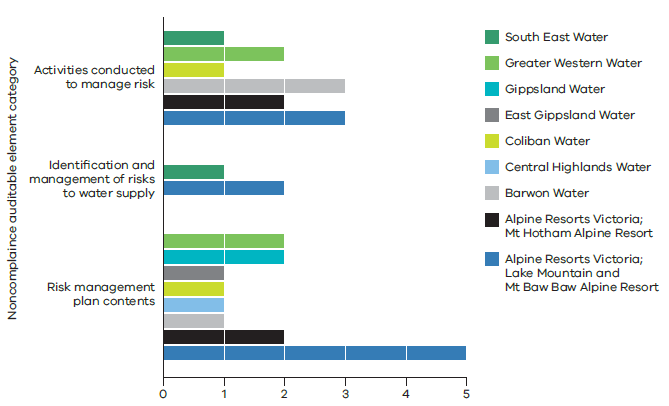 Noncomplaince auditable element category
Activities conducted
to manage risk
Identification and
management of risks
to water supply
Risk management
plan contents
0 1 2 3 4 5
South East Water
Greater Western Water
Gippsland Water
East Gippsland Water
Coliban Water
Central Highlands Water
Barwon Water
Alpine Resorts Victoria;
Mt Hotham Alpine Resort
Alpine Resorts Victoria;
Lake Mountain and
Mt Baw Baw Alpine Resort